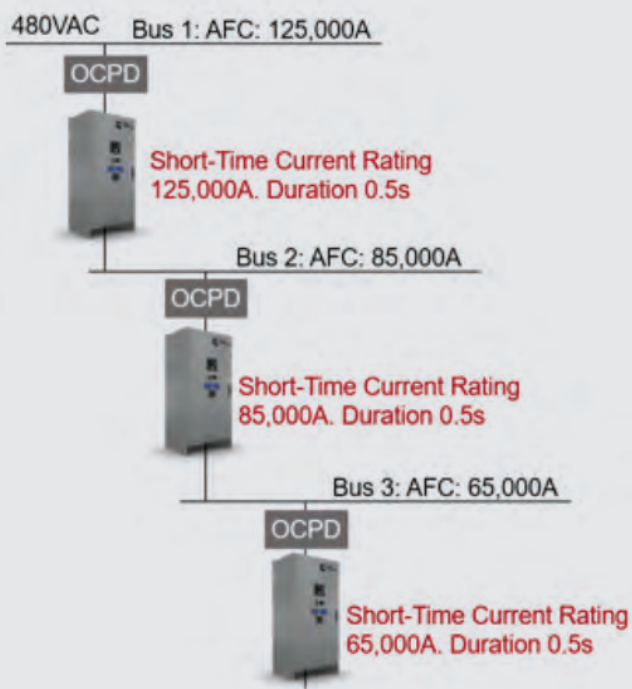 480VAC Bus 1: AFC: 125,000A
OCPD
Short-Time Current Rating
125,000A. Duration 0.5s
Bus 2: AFC: 85,000A
OCPD
Short-Time Current Rating
85,000A. Duration 0.5s
Bus 3: AFC: 65,000A
OCPD
Short-Time Current Rating
65,000A. Duration 0.5s